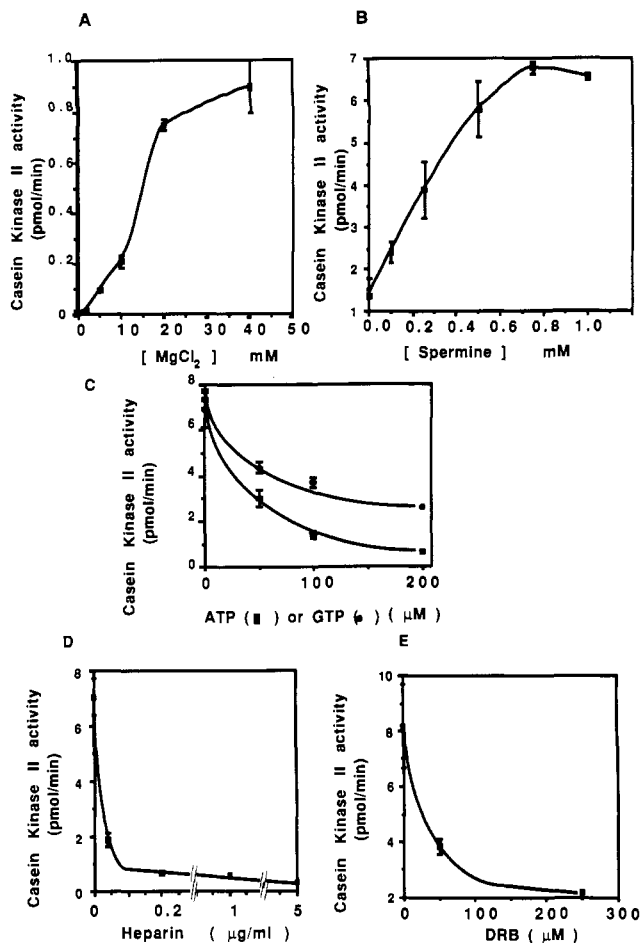 A
Casein Kinase II activity
(pmol/min)
1.0
0.8
0.6
0.4
0.2
0
0 10 20 30 40 50
[ MgCl2 ] mM
B
Casein Kinase II activity
(pmol/min)
7
6
5
4
3
2
1
0.0 0.2 0.4 0.6 0.8 1.0
[ Spermine ] mM
C
Casein Kinase II activity
(pmol/min)
8
6
4
2
0
0 100 200
ATP ( ■ ) or GTP ( ● ) ( μM )
D
Casein Kinase II activity
(pmol/min)
8
6
4
2
0
0 0.2 1 5
Heparin ( μg/ml )
E
Casein Kinase II activity
(pmol/min)
10
8
6
4
2
0 100 200 300
DRB ( μM )